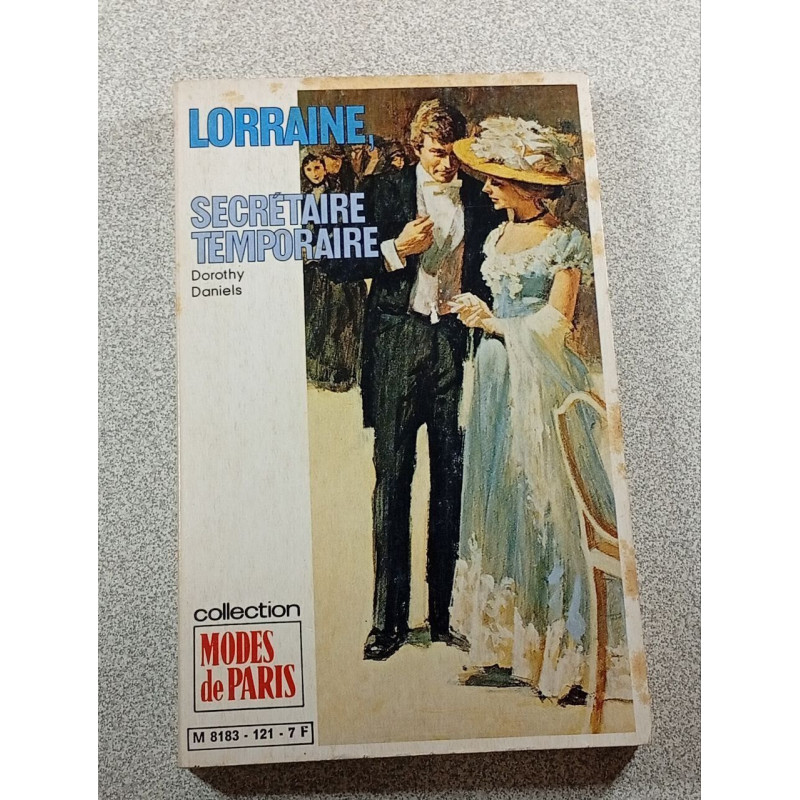 LORRAINE,
SECRÉTAIRE
TEMPORAIRE
Dorothy
Daniels
collection
MODES
de PARIS
M 8183 - 121 - 7 F